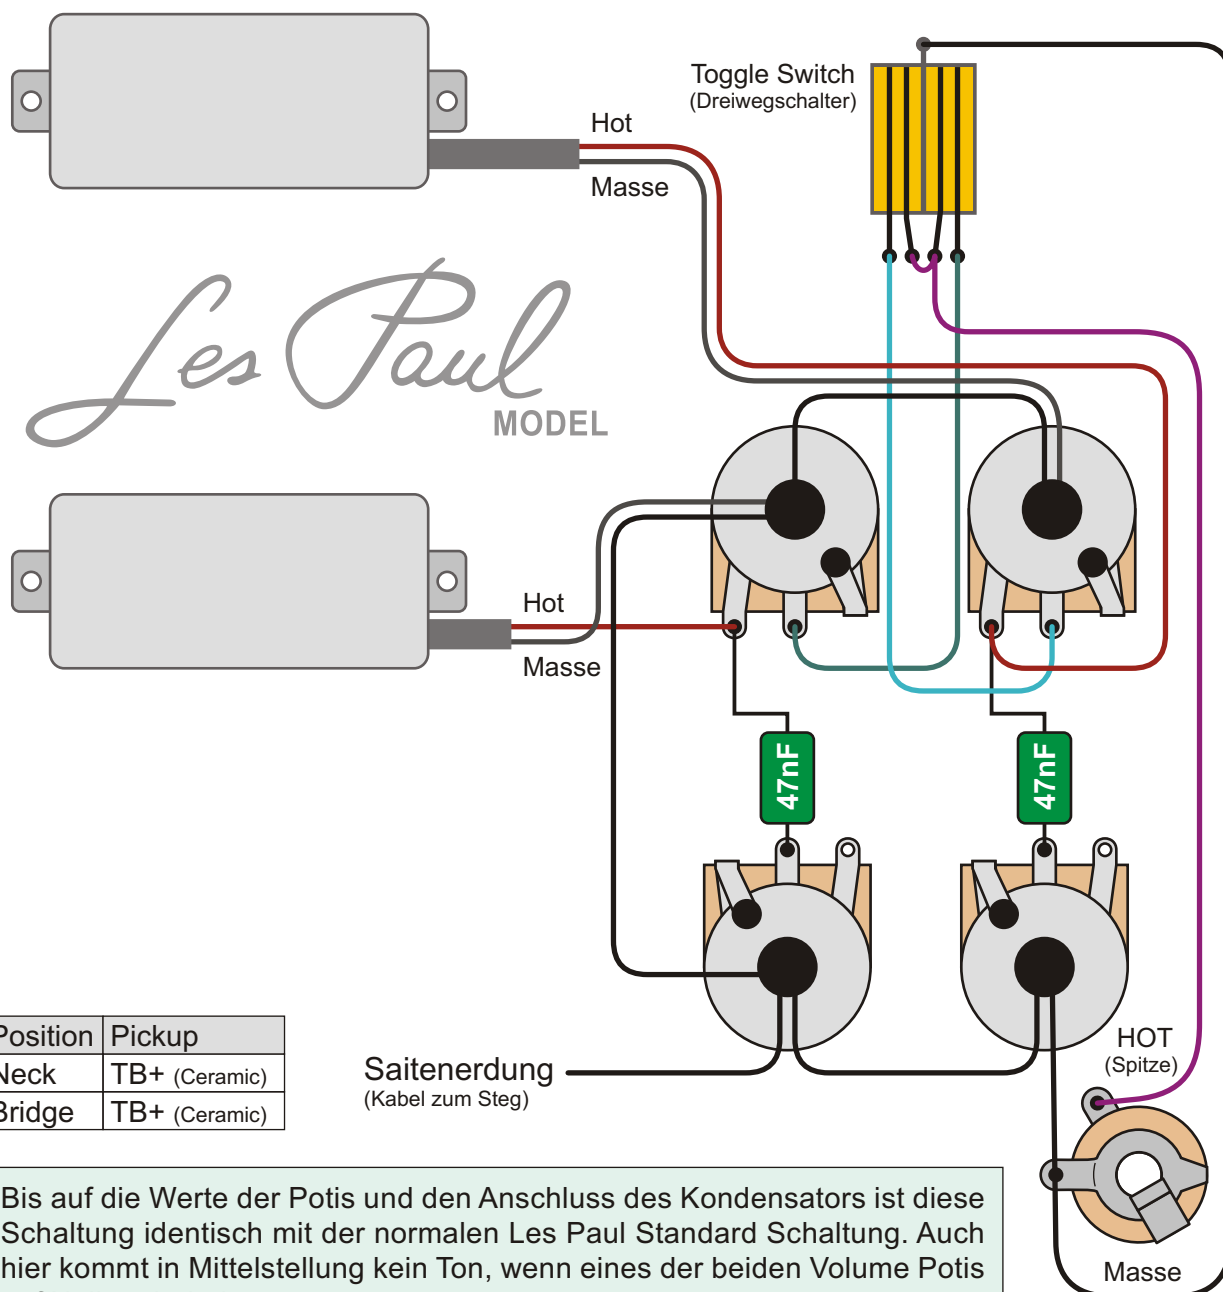 Toggle Switch
(Dreiwegschalter)
Hot
Masse
Les Paul
MODEL
Hot
Masse
47nF
47nF
Position Pickup
Neck TB+ (Ceramic)
Bridge TB+ (Ceramic)
Saitenerdung
(Kabel zum Steg)
HOT
(Spitze)
Masse
Bis auf die Werte der Potis und den Anschluss des Kondensators ist diese
Schaltung identisch mit der normalen Les Paul Standard Schaltung. Auch
hier kommt in Mittelstellung kein Ton, wenn eines der beiden Volume Potis